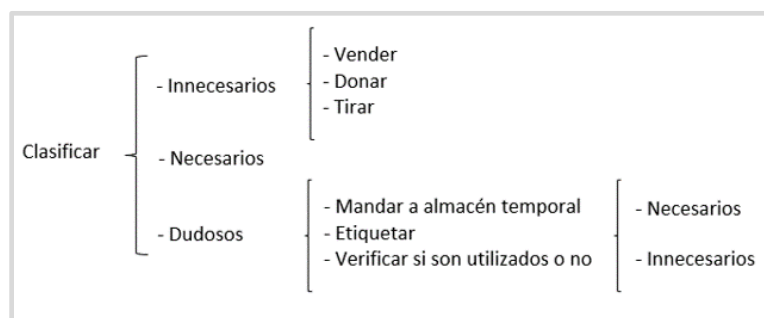 Clasificar
- Innecesarios
- Vender
- Donar
- Tirar
- Necesarios
- Dudosos
- Mandar a almacén temporal
- Etiquetar
- Verificar si son utilizados o no
- Necesarios
- Innecesarios